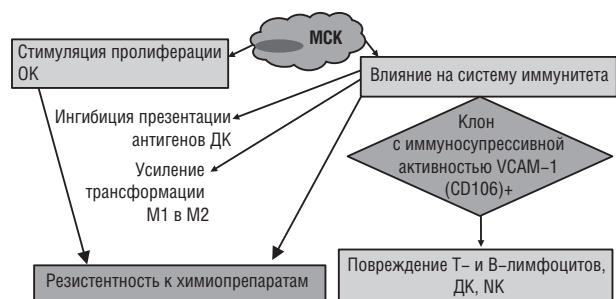 МСК
Стимуляция пролиферации
ОК
Влияние на систему иммунитета
Ингибиция презентации
антигенов ДК
Усиление
трансформации
М1 в М2
Клон
с иммуносупрессивной
активностью VCAM–1
(CD106)+
Резистентность к химиопрепаратам
Повреждение Т– и В–лимфоцитов,
ДК, NK